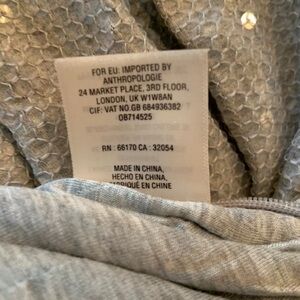 FOR EU: IMPORTED BY
ANTHROPOLOGIE
24 MARKET PLACE, 3RD FLOOR,
LONDON, UK W1W8AN
CIF: VAT NO.GB 684936382
OB714525
RN : 66170 CA : 32054
MADE IN CHINA,
HECHO EN CHINA,
FABRIQUÉ EN CHINE